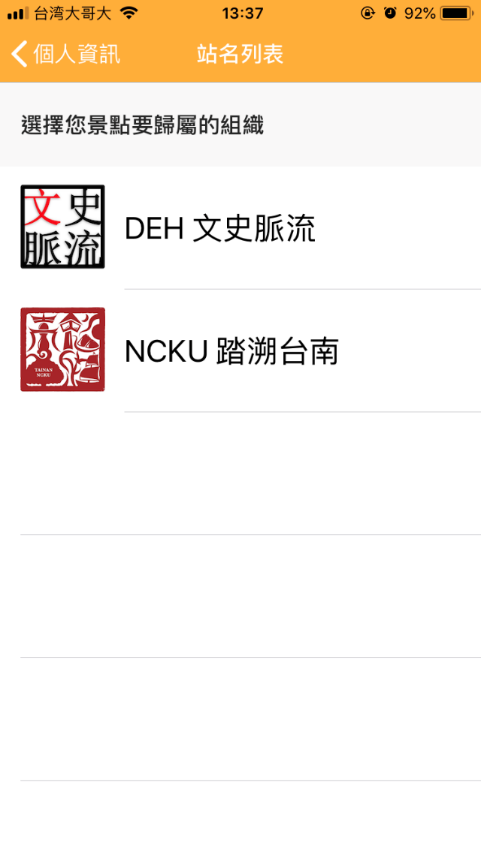 台湾大哥大 13:37 92%
個人資訊 站名列表
選擇您景點要歸屬的組織
文史
脈流
DEH 文史脈流
TAINAN
NCKU
NCKU 踏溯台南